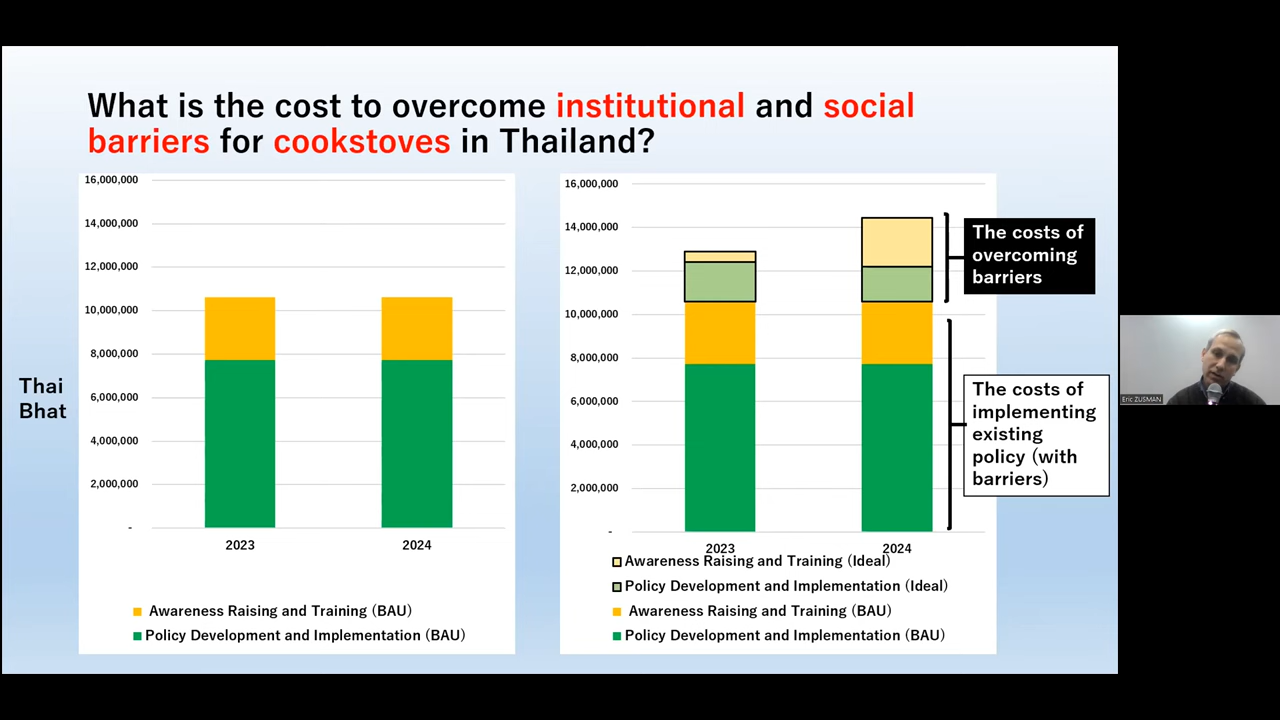 What is the cost to overcome institutional and social
barriers for cookstoves in Thailand?
Thai
Bhat
16,000,000
14,000,000
12,000,000
10,000,000
8,000,000
6,000,000
4,000,000
2,000,000
-
2023
2024
Awareness Raising and Training (BAU)
Policy Development and Implementation (BAU)
16,000,000
14,000,000
12,000,000
10,000,000
8,000,000
6,000,000
4,000,000
2,000,000
-
2023
2024
Awareness Raising and Training (Ideal)
Policy Development and Implementation (Ideal)
Awareness Raising and Training (BAU)
Policy Development and Implementation (BAU)
The costs of
overcoming
barriers
The costs of
implementing
existing
policy (with
barriers)
Eric ZUSMAN